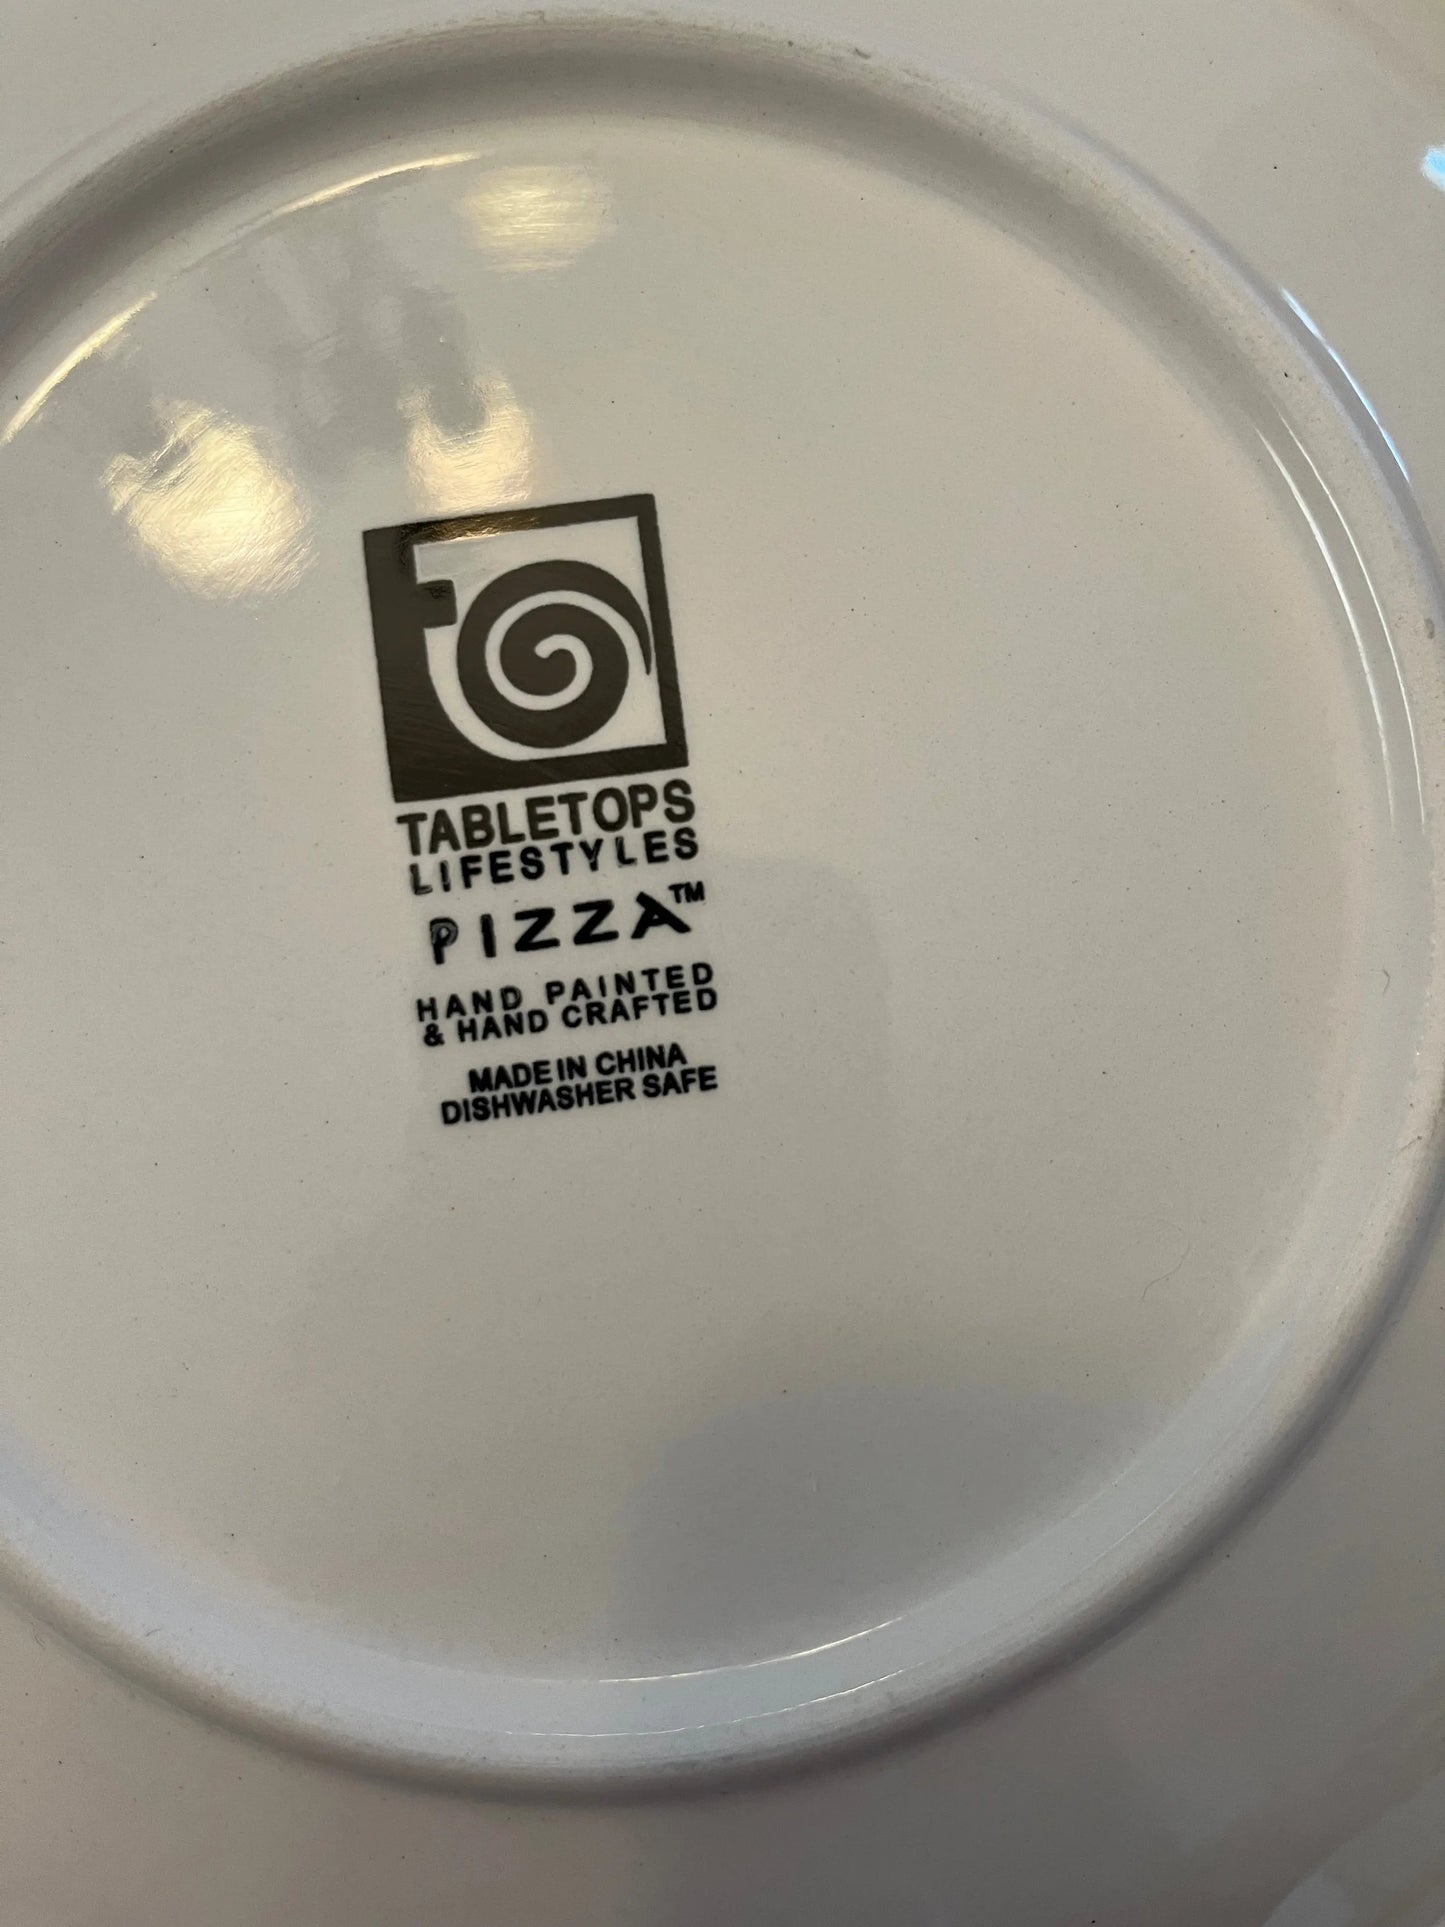 TABLETOPS
LIFESTYLES
PIZZA™
HAND PAINTED
& HAND CRAFTED
MADE IN CHINA
DISHWASHER SAFE